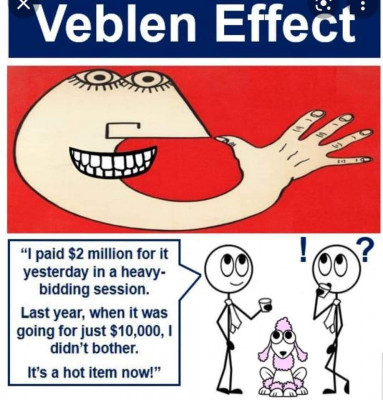 Veblen Effect
! ?
“I paid $2 million for it
yesterday in a heavy-
bidding session.
Last year, when it was
going for just $10,000, I
didn’t bother.
It’s a hot item now!”